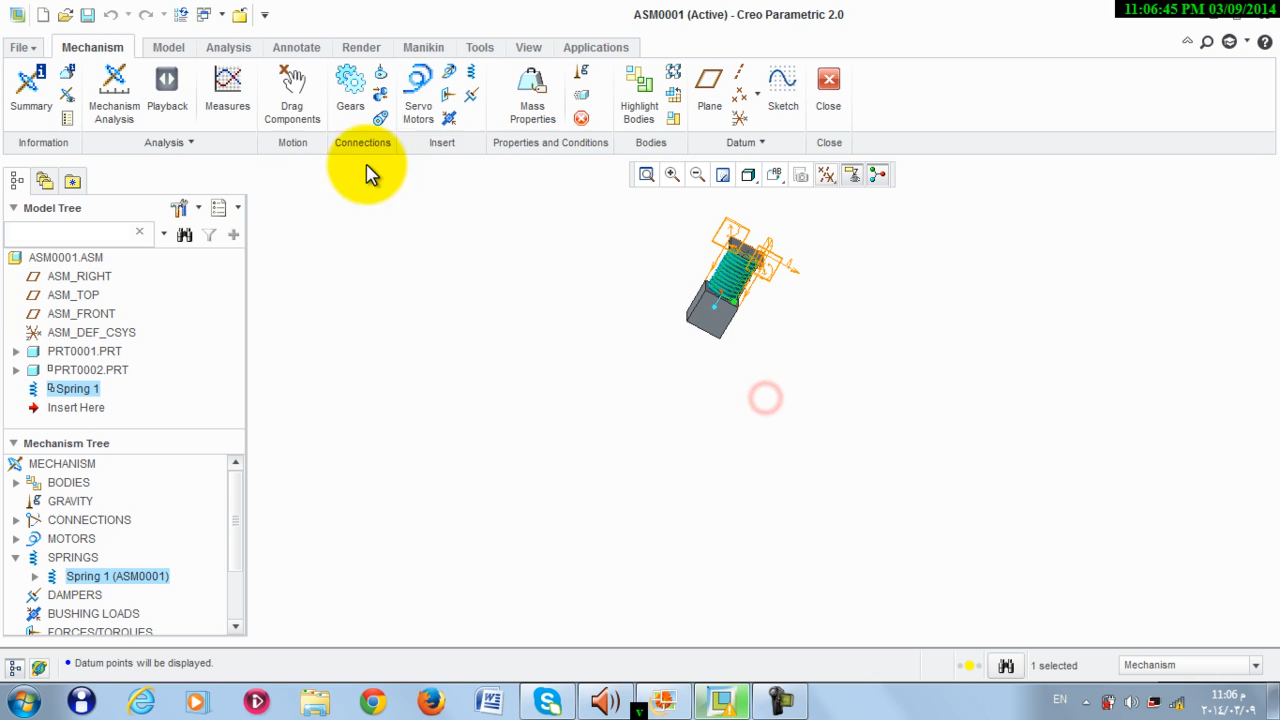 ASM0001 (Active) - Creo Parametric 2.0
11:06:45 PM 03/09/2014
File
Mechanism
Model
Analysis
Annotate
Render
Manikin
Tools
View
Applications
Summary
Mechanism Analysis
Playback
Measures
Drag Components
Gears
Servo Motors
Mass Properties
Highlight Bodies
Plane
Sketch
Close
Information
Analysis
Motion
Connections
Insert
Properties and Conditions
Bodies
Datum
Close
Model Tree
ASM0001.ASM
ASM_RIGHT
ASM_TOP
ASM_FRONT
ASM_DEF_CSYS
PRT0001.PRT
PRT0002.PRT
Spring 1
Insert Here
Mechanism Tree
MECHANISM
BODIES
GRAVITY
CONNECTIONS
MOTORS
SPRINGS
Spring 1 (ASM0001)
DAMPERS
BUSHING LOADS
FORCES/TORQUES
Datum points will be displayed.
1 selected
Mechanism
EN
11:06 م
٢٠١٤/٠٣/٠٩